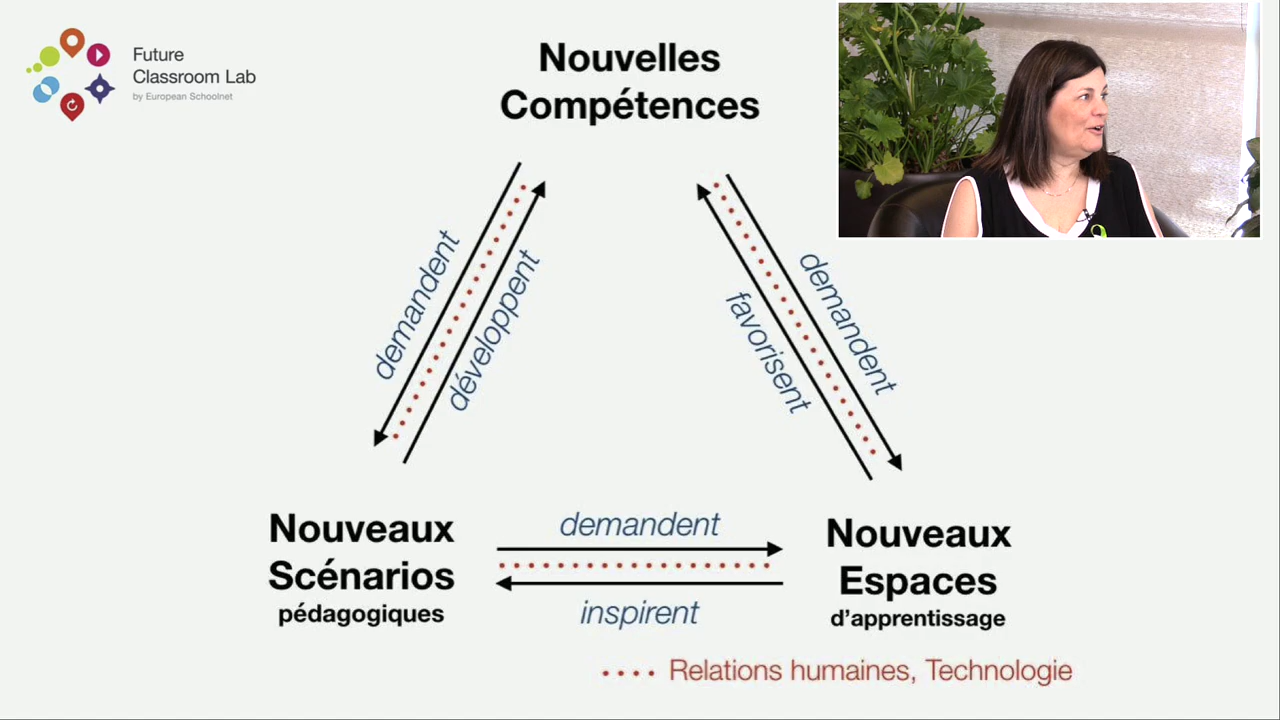 Future
Classroom Lab
by European Schoolnet
Nouvelles
Compétences
demandent
développent
demandent
favorisent
Nouveaux
Scénarios
pédagogiques
demandent
inspirent
Nouveaux
Espaces
d'apprentissage
.... Relations humaines, Technologie